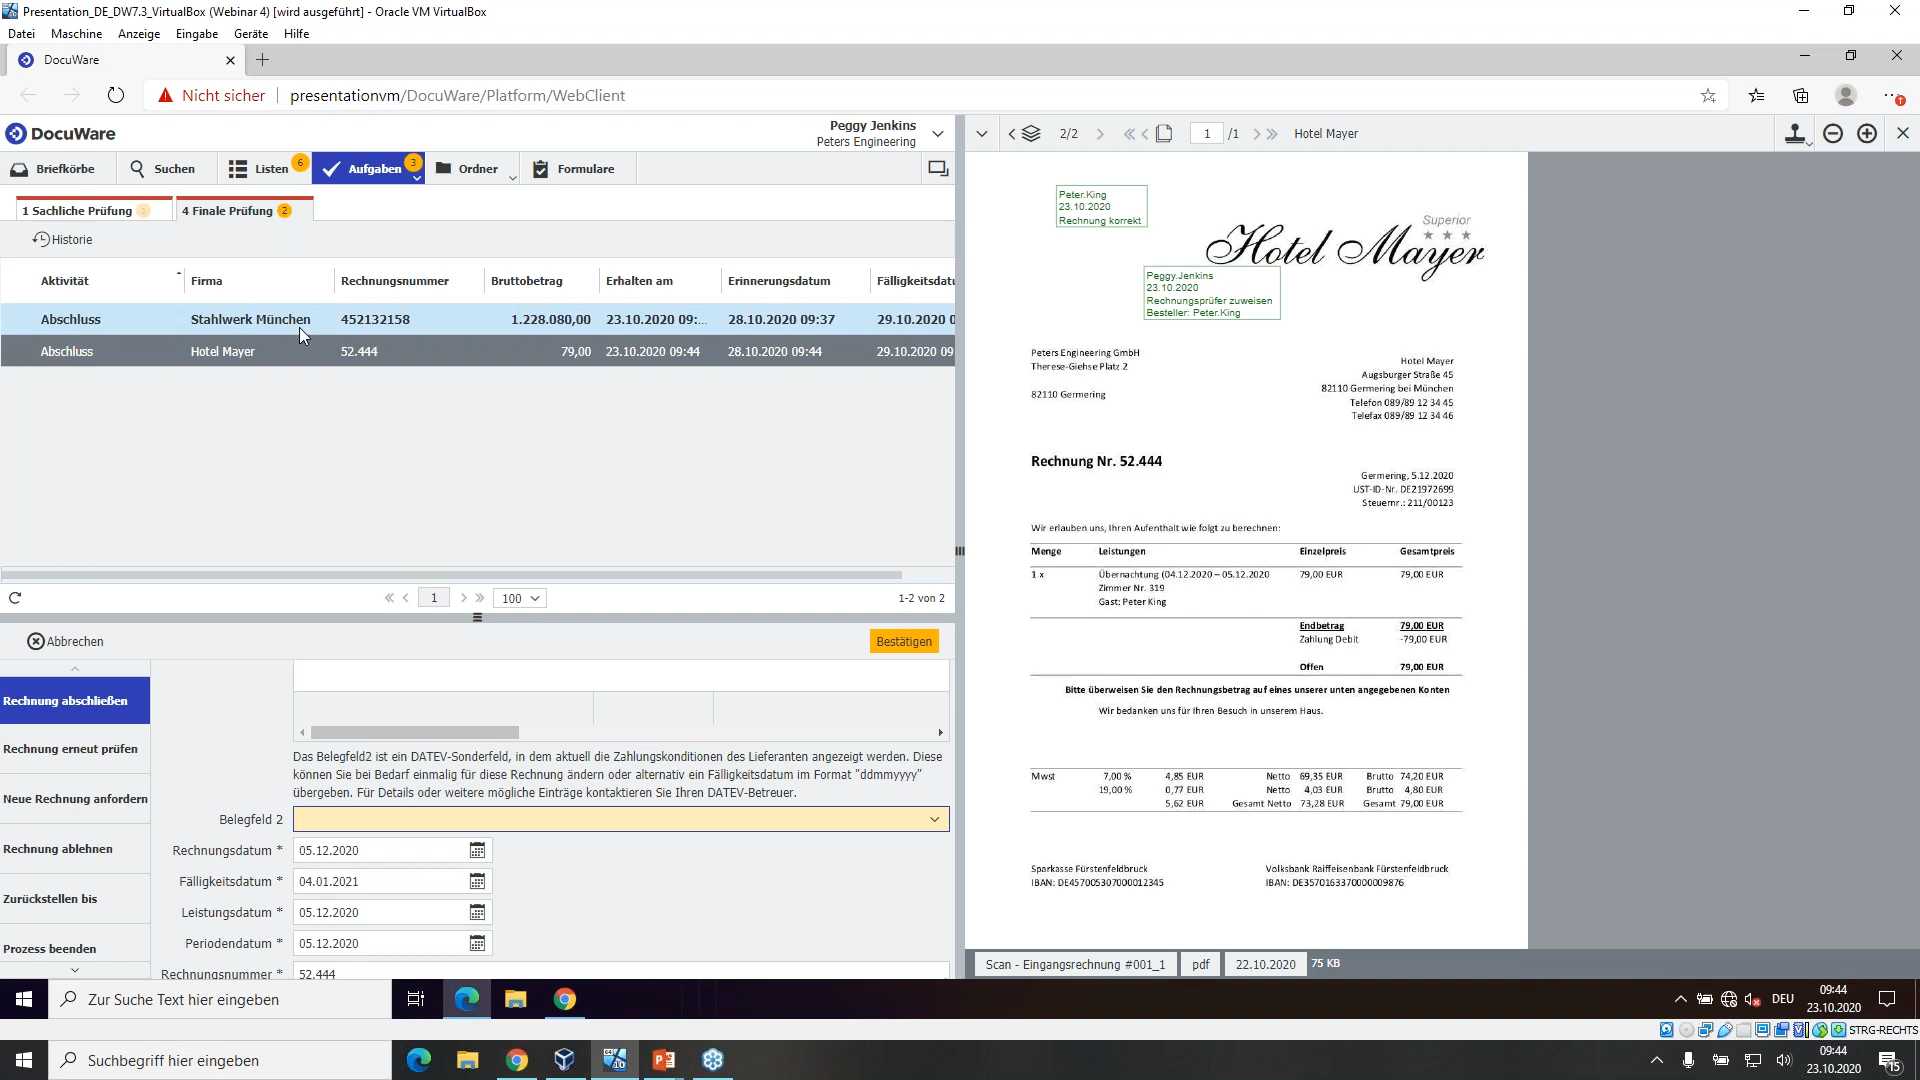 Presentation_DE_DW7.3_VirtualBox (Webinar 4) [wird ausgeführt] - Oracle VM VirtualBox
Datei Maschine Anzeige Eingabe Geräte Hilfe
DocuWare
Nicht sicher presentationvm/DocuWare/Platform/WebClient
DocuWare
Peggy Jenkins
Peters Engineering
Briefkörbe Suchen Listen 6 Aufgaben 3 Ordner Formulare
1 Sachliche Prüfung 1 4 Finale Prüfung 2
Historie
Aktivität Firma Rechnungsnummer Bruttobetrag Erhalten am Erinnerungsdatum Fälligkeitsdatu
Abschluss Stahlwerk München 452132158 1.228.080,00 23.10.2020 09:... 28.10.2020 09:37 29.10.2020 0
Abschluss Hotel Mayer 52.444 79,00 23.10.2020 09:44 28.10.2020 09:44 29.10.2020 09
1 100 1-2 von 2
Abbrechen Bestätigen
Rechnung abschließen
Rechnung erneut prüfen
Neue Rechnung anfordern
Rechnung ablehnen
Zurückstellen bis
Prozess beenden
Das Belegfeld2 ist ein DATEV-Sonderfeld, in dem aktuell die Zahlungskonditionen des Lieferanten angezeigt werden. Diese
können Sie bei Bedarf einmalig für diese Rechnung ändern oder alternativ ein Fälligkeitsdatum im Format "ddmmyyyy"
übergeben. Für Details oder weitere mögliche Einträge kontaktieren Sie Ihren DATEV-Betreuer.
Belegfeld 2
Rechnungsdatum * 05.12.2020
Fälligkeitsdatum * 04.01.2021
Leistungsdatum * 05.12.2020
Periodendatum * 05.12.2020
Rechnungsnummer * 52.444
2/2 1 /1 Hotel Mayer
Peter.King
23.10.2020
Rechnung korrekt
Superior
Hotel Mayer
Peggy.Jenkins
23.10.2020
Rechnungsprüfer zuweisen
Besteller: Peter.King
Peters Engineering GmbH
Therese-Giehse Platz 2
82110 Germering
Hotel Mayer
Augsburger Straße 45
82110 Germering bei München
Telefon 089/89 12 34 45
Telefax 089/89 12 34 46
Rechnung Nr. 52.444
Germering, 5.12.2020
UST-ID-Nr. DE21972699
Steuernr.: 211/00123
Wir erlauben uns, Ihren Aufenthalt wie folgt zu berechnen:
Menge Leistungen Einzelpreis Gesamtpreis
1 x Übernachtung (04.12.2020 – 05.12.2020 79,00 EUR 79,00 EUR
Zimmer Nr. 319
Gast: Peter King
Endbetrag 79,00 EUR
Zahlung Debit -79,00 EUR
Offen 79,00 EUR
Bitte überweisen Sie den Rechnungsbetrag auf eines unserer unten angegebenen Konten
Wir bedanken uns für Ihren Besuch in unserem Haus.
Mwst 7,00 % 4,85 EUR Netto 69,35 EUR Brutto 74,20 EUR
19,00 % 0,77 EUR Netto 4,03 EUR Brutto 4,80 EUR
5,62 EUR Gesamt Netto 73,28 EUR Gesamt 79,00 EUR
Sparkasse Fürstenfeldbruck Volksbank Raiffeisenbank Fürstenfeldbruck
IBAN: DE457005307000012345 IBAN: DE3570163370000009876
Scan - Eingangsrechnung #001_1 pdf 22.10.2020 75 KB
Zur Suche Text hier eingeben
DEU
09:44
23.10.2020
STRG-RECHTS
Suchbegriff hier eingeben
09:44
23.10.2020
15